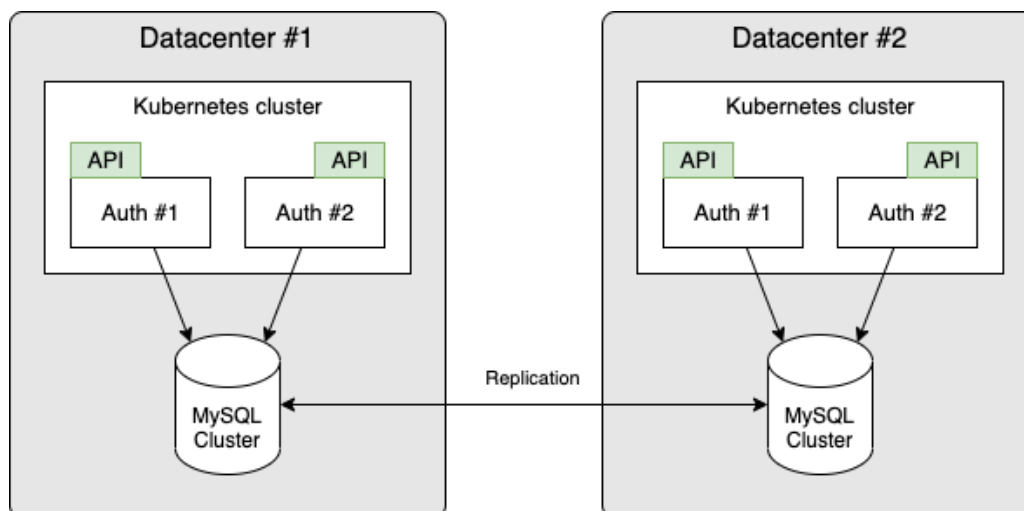 Datacenter #1
Kubernetes cluster
API
API
Auth #1
Auth #2
MySQL
Cluster
Replication
Datacenter #2
Kubernetes cluster
API
API
Auth #1
Auth #2
MySQL
Cluster